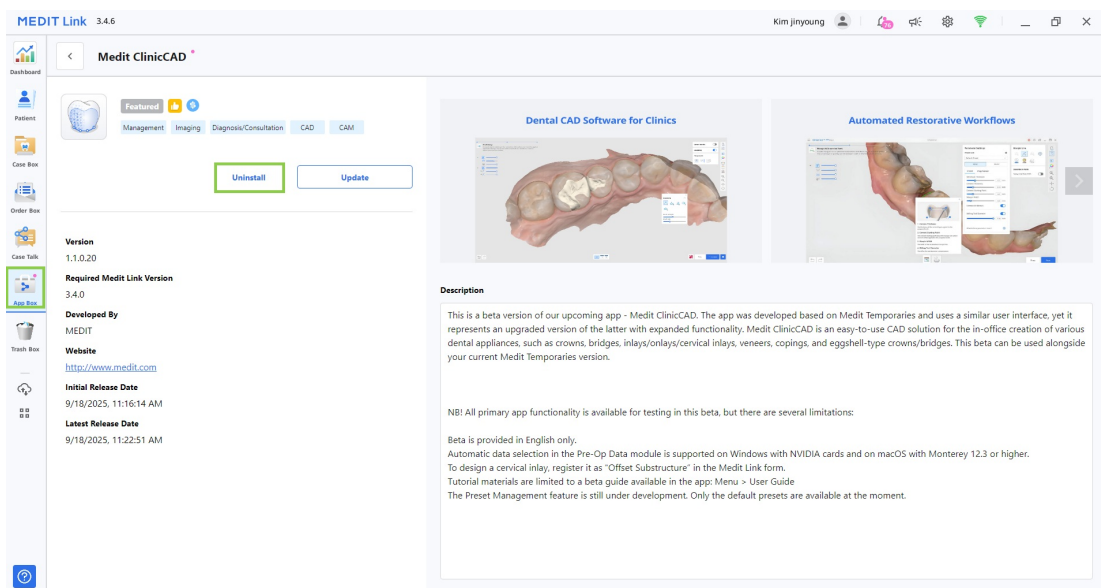 MEDIT Link 3.4.6
Kim jinyoung
76
Dashboard
Patient
Case Box
Order Box
Case Talk
App Box
Trash Box
Medit ClinicCAD
Featured
Management Imaging Diagnosis/Consultation CAD CAM
Uninstall Update
Version
1.1.0.20
Required Medit Link Version
3.4.0
Developed By
MEDIT
Website
http://www.medit.com
Initial Release Date
9/18/2025, 11:16:14 AM
Latest Release Date
9/18/2025, 11:22:51 AM
Dental CAD Software for Clinics
Automated Restorative Workflows
Description
This is a beta version of our upcoming app - Medit ClinicCAD. The app was developed based on Medit Temporaries and uses a similar user interface, yet it
represents an upgraded version of the latter with expanded functionality. Medit ClinicCAD is an easy-to-use CAD solution for the in-office creation of various
dental appliances, such as crowns, bridges, inlays/onlays/cervical inlays, veneers, copings, and eggshell-type crowns/bridges. This beta can be used alongside
your current Medit Temporaries version.
NB! All primary app functionality is available for testing in this beta, but there are several limitations:
Beta is provided in English only.
Automatic data selection in the Pre-Op Data module is supported on Windows with NVIDIA cards and on macOS with Monterey 12.3 or higher.
To design a cervical inlay, register it as “Offset Substructure” in the Medit Link form.
Tutorial materials are limited to a beta guide available in the app: Menu > User Guide
The Preset Management feature is still under development. Only the default presets are available at the moment.